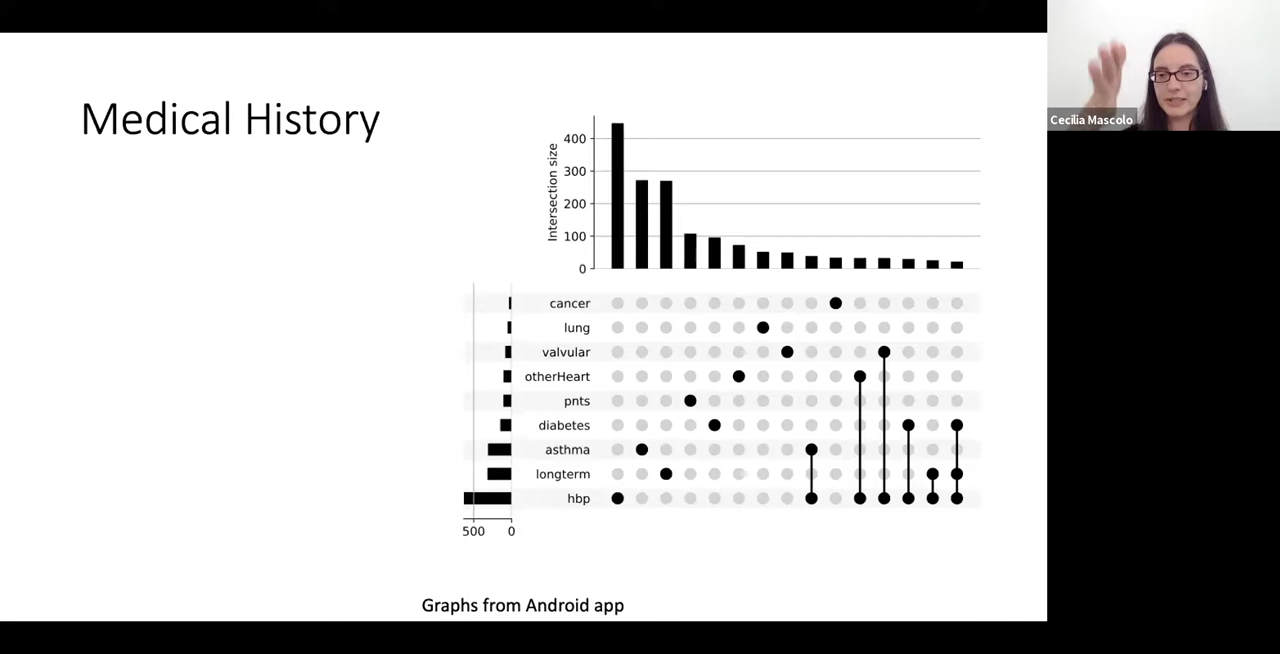 Medical History
Cecilia Mascolo
Intersection size
400
300
200
100
0
cancer
lung
valvular
otherHeart
pnts
diabetes
asthma
longterm
hbp
500 0
Graphs from Android app